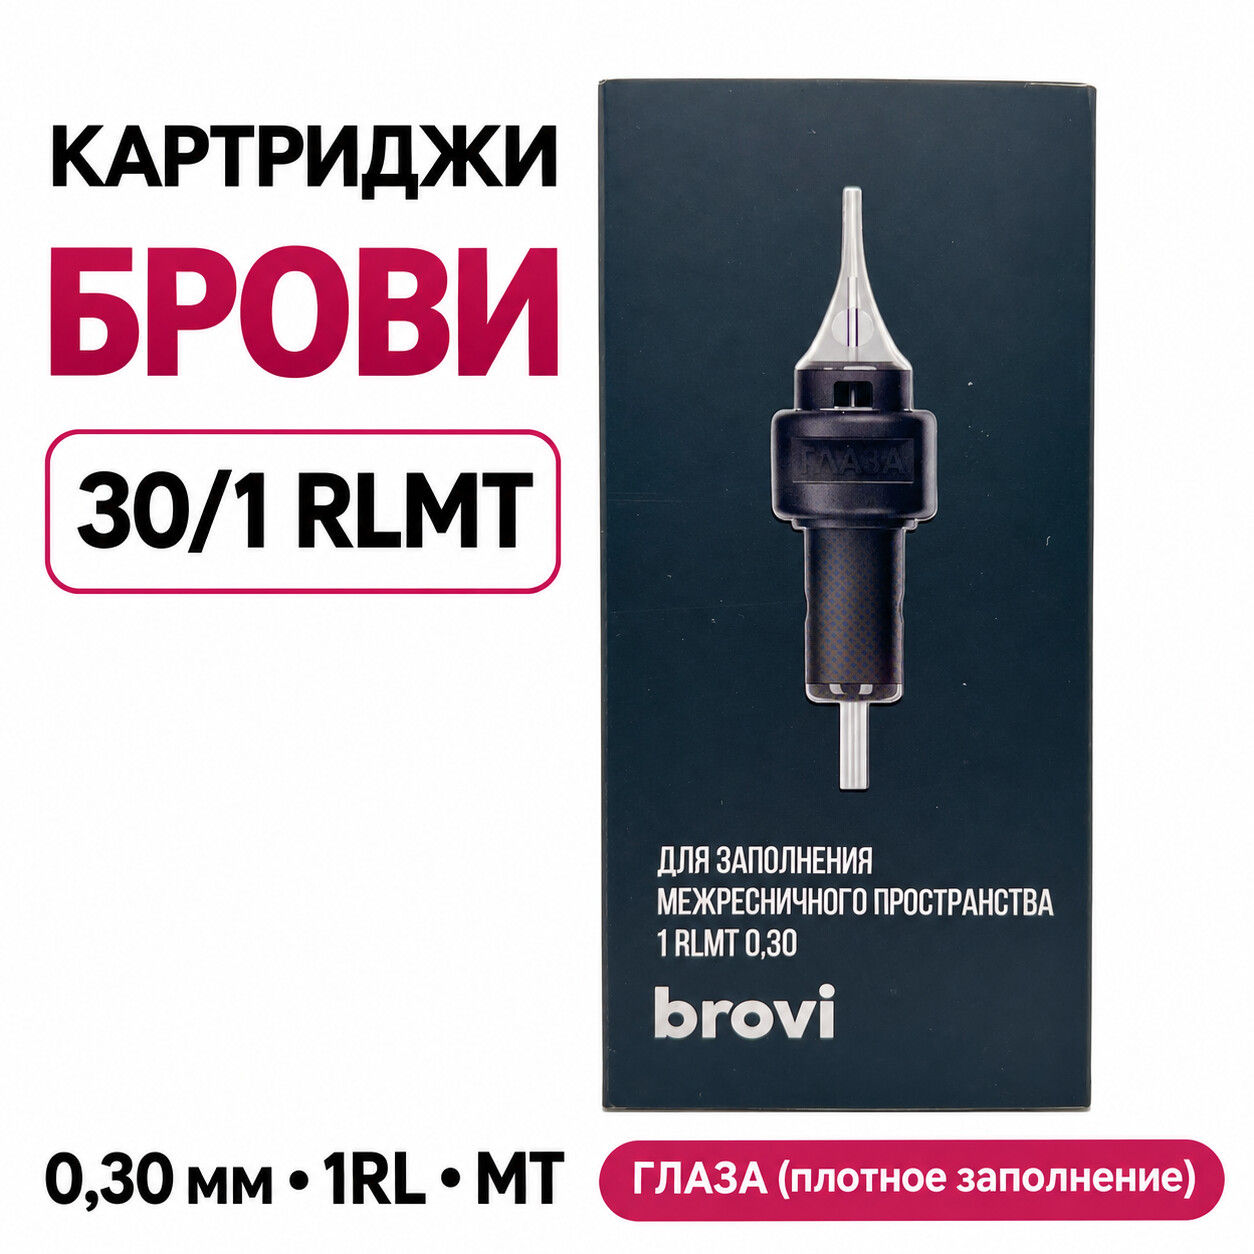 КАРТРИДЖИ
БРОВИ
30/1 RLMT
ГЛАЗА
ДЛЯ ЗАПОЛНЕНИЯ
МЕЖРЕСНИЧНОГО ПРОСТРАНСТВА
1 RLMT 0,30
brovi
0,30 мм • 1RL • МТ
ГЛАЗА (плотное заполнение)